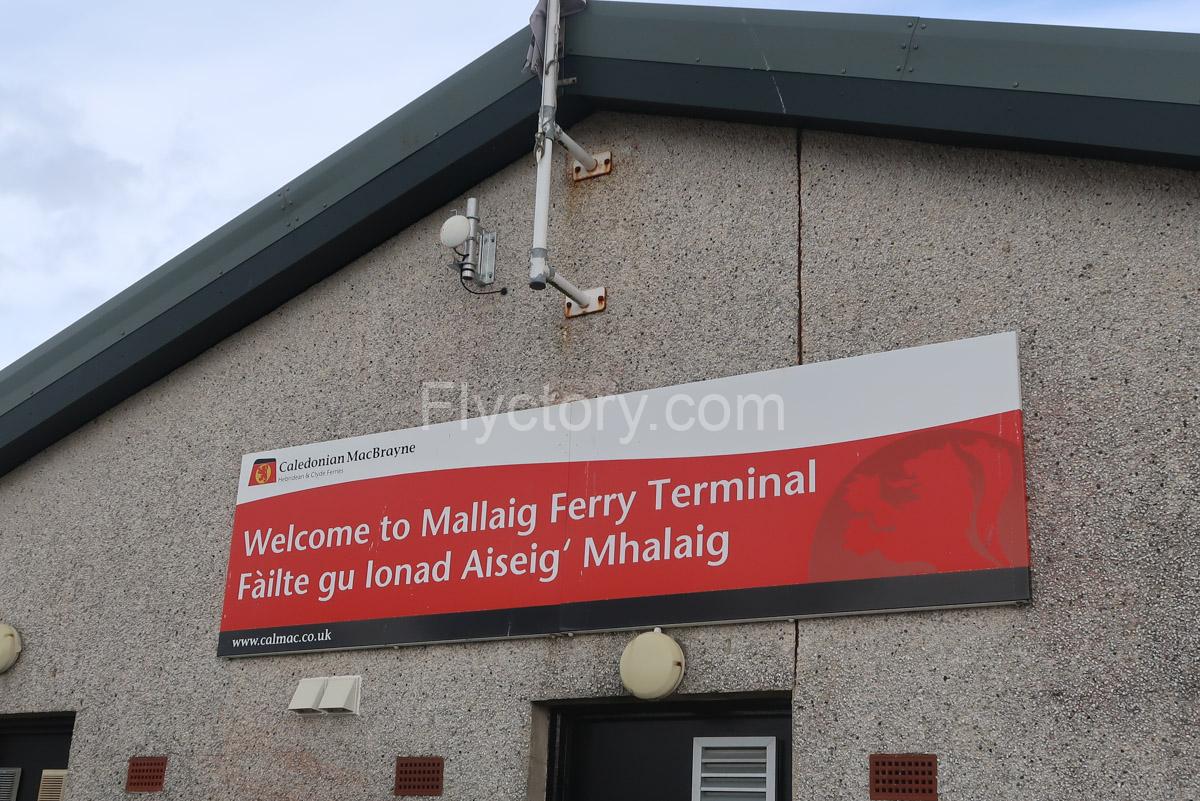 Flyctory.com
Caledonian MacBrayne
Hebridean & Clyde Ferries
Welcome to Mallaig Ferry Terminal
Fàilte gu Ionad Aiseig‘ Mhalaig
www.calmac.co.uk